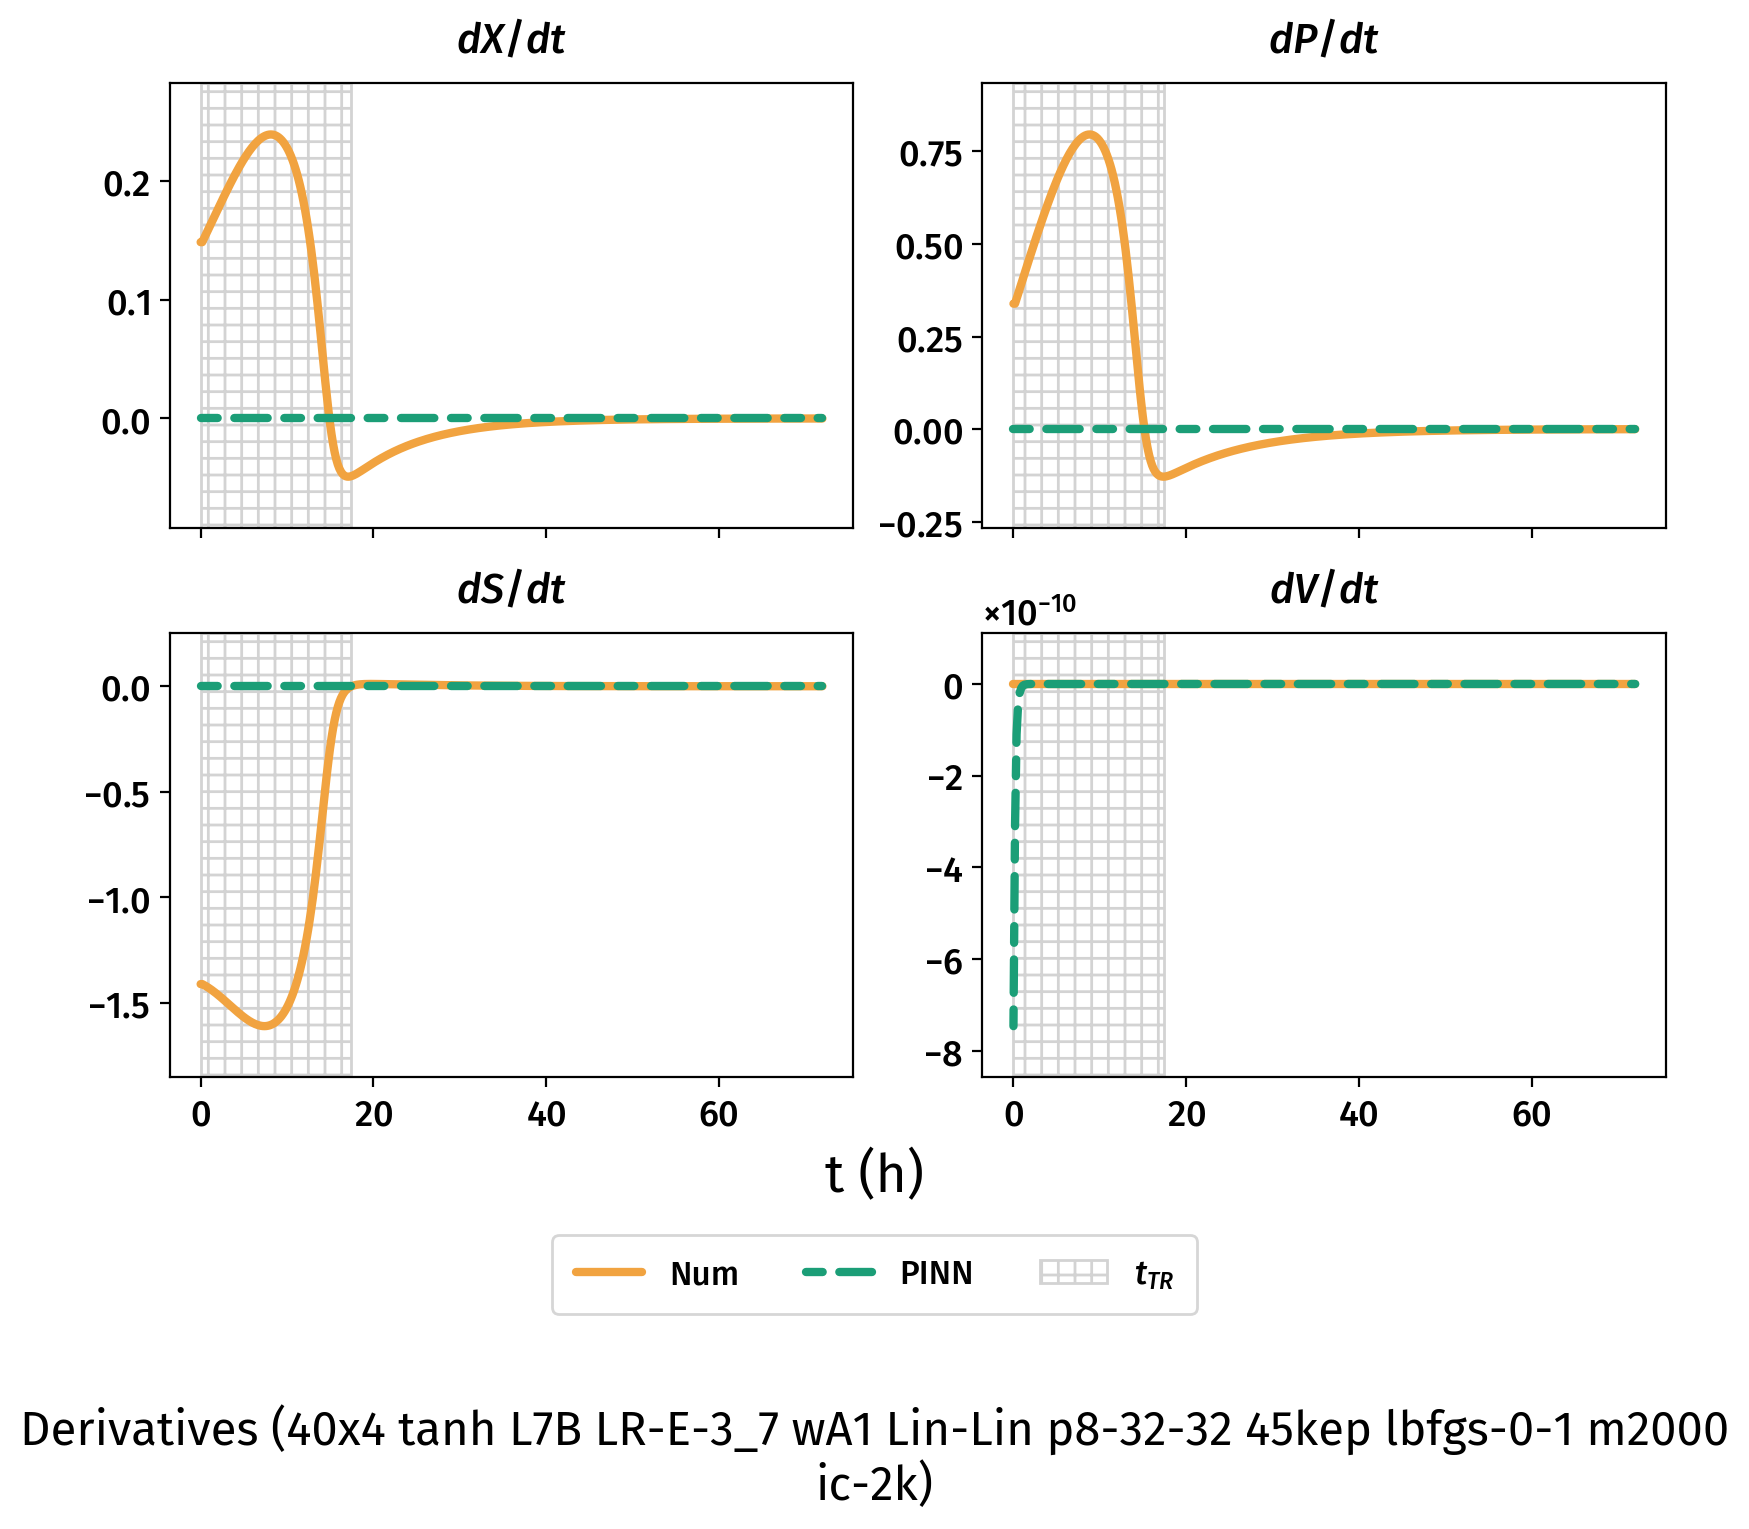 dX/dt
dP/dt
0.2
0.1
0.0
0.75
0.50
0.25
0.00
−0.25
dS/dt
dV/dt
×10⁻¹⁰
0.0
−0.5
−1.0
−1.5
0
−2
−4
−6
−8
0 20 40 60
0 20 40 60
t (h)
Num PINN t_TR
Derivatives (40x4 tanh L7B LR-E-3_7 wA1 Lin-Lin p8-32-32 45kep lbfgs-0-1 m2000
ic-2k)